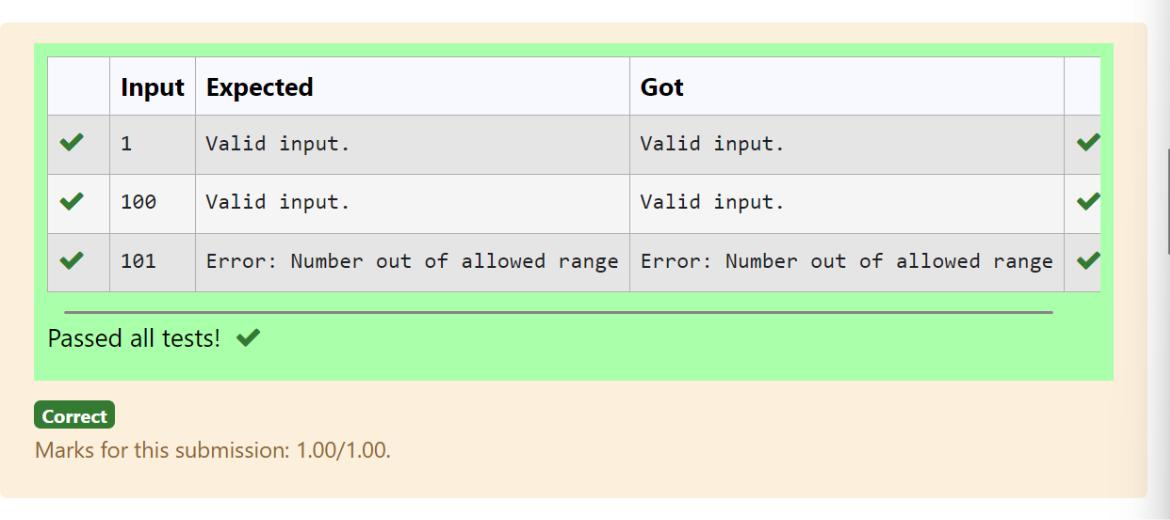 Input Expected Got
1 Valid input. Valid input.
100 Valid input. Valid input.
101 Error: Number out of allowed range Error: Number out of allowed range
Passed all tests!
Correct
Marks for this submission: 1.00/1.00.